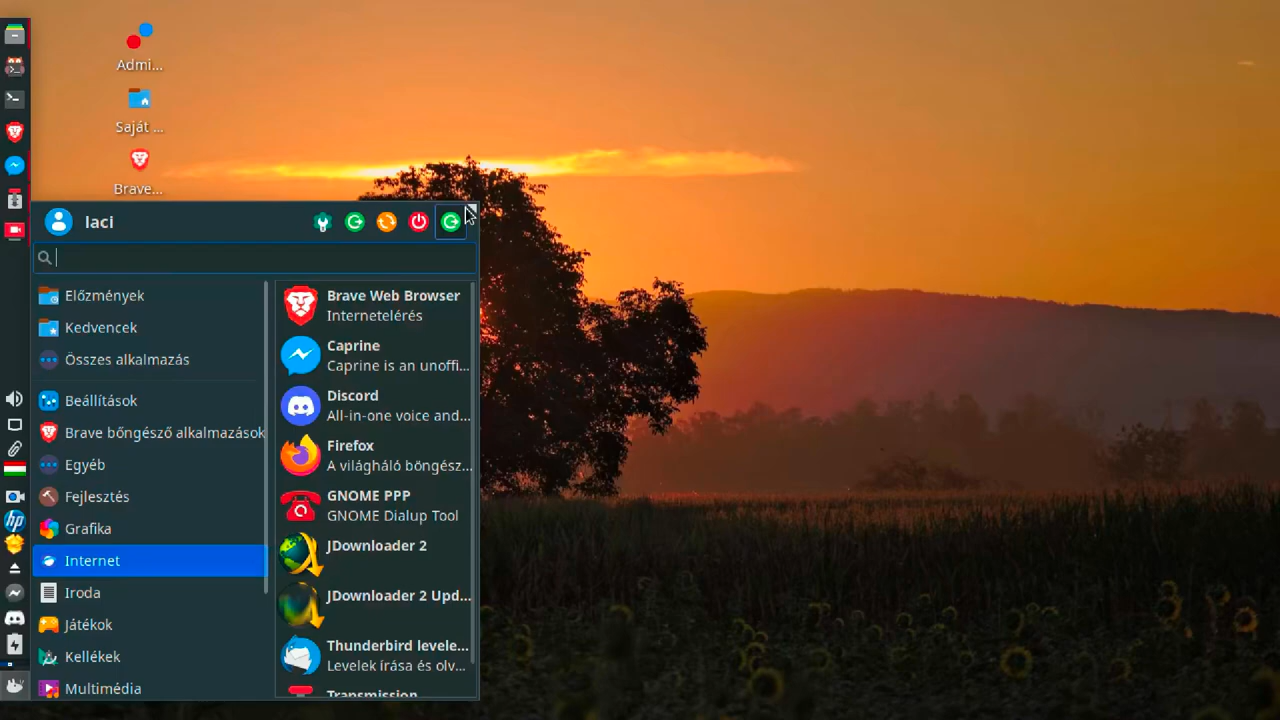 Admi...
Saját ...
Brave...
laci
Előzmények
Kedvencek
Összes alkalmazás
Beállítások
Brave bőngésző alkalmazások
Egyéb
Fejlesztés
Grafika
Internet
Iroda
Játékok
Kellékek
Multimédia
Brave Web Browser
Internetelérés
Caprine
Caprine is an unoffi...
Discord
All-in-one voice and...
Firefox
A világháló böngész...
GNOME PPP
GNOME Dialup Tool
JDownloader 2
JDownloader 2 Upd...
Thunderbird levele...
Levelek írása és olv...
Transmission
hp